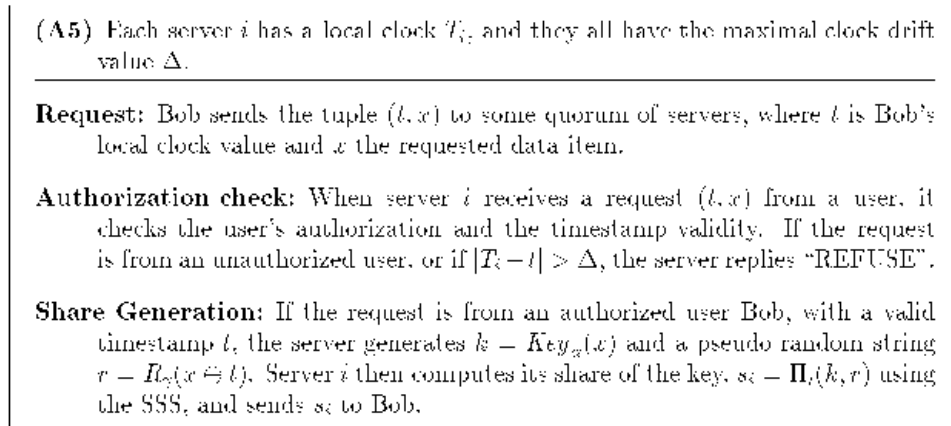 (A5) Each server i has a local clock T_i, and they all have the maximal clock drift
value Δ.
Request: Bob sends the tuple (t, x) to some quorum of servers, where t is Bob's
local clock value and x the requested data item.
Authorization check: When server i receives a request (t, x) from a user, it
checks the user's authorization and the timestamp validity. If the request
is from an unauthorized user, or if |T_i − t| > Δ, the server replies “REFUSE”.
Share Generation: If the request is from an authorized user Bob, with a valid
timestamp t, the server generates k = Key_α(x) and a pseudo random string
r = R_γ(x t). Server i then computes its share of the key, s_i = Π_i(k, r) using
the SSS, and sends s_i to Bob.